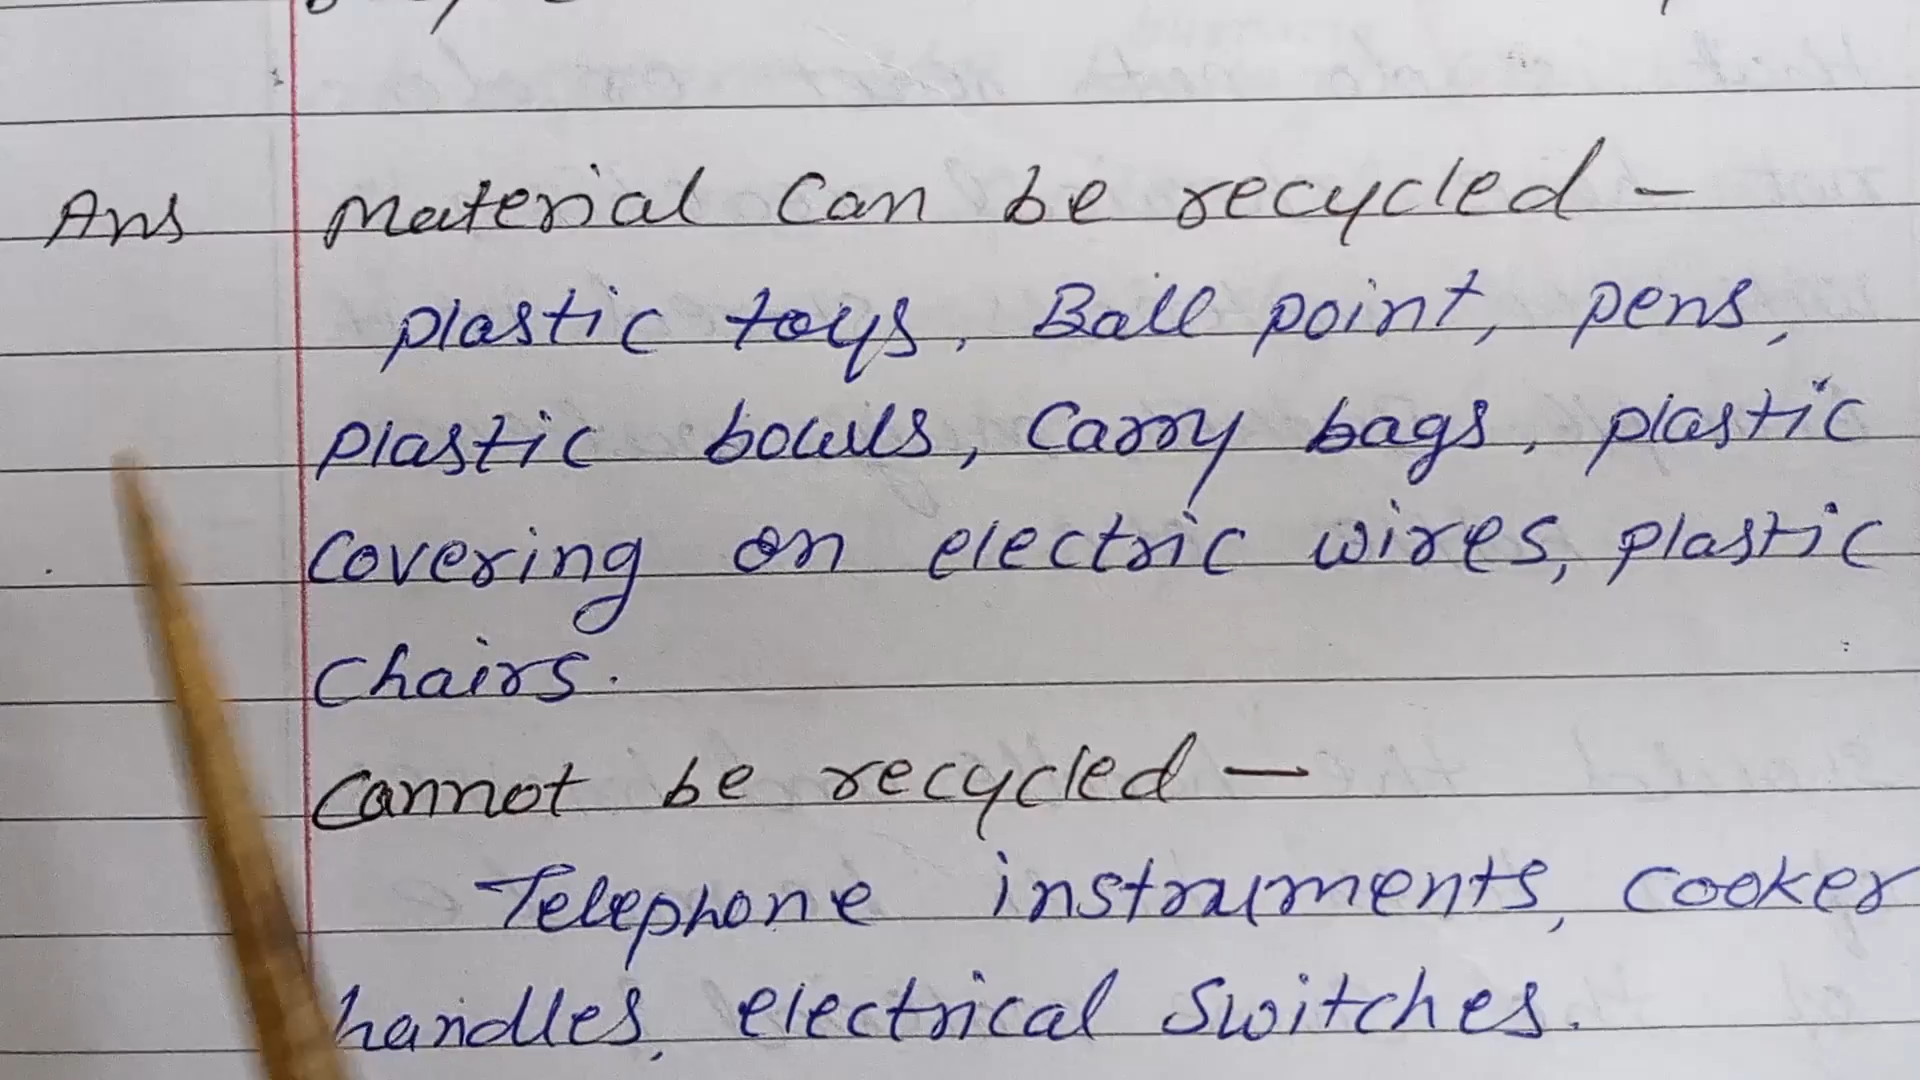 Ans Material Can be recycled -
plastic toys, Ball point, pens,
plastic bowls, Carry bags, plastic
Covering on electric wires, plastic
Chairs.
Cannot be recycled -
Telephone instruments, cooker
handles, electrical switches.